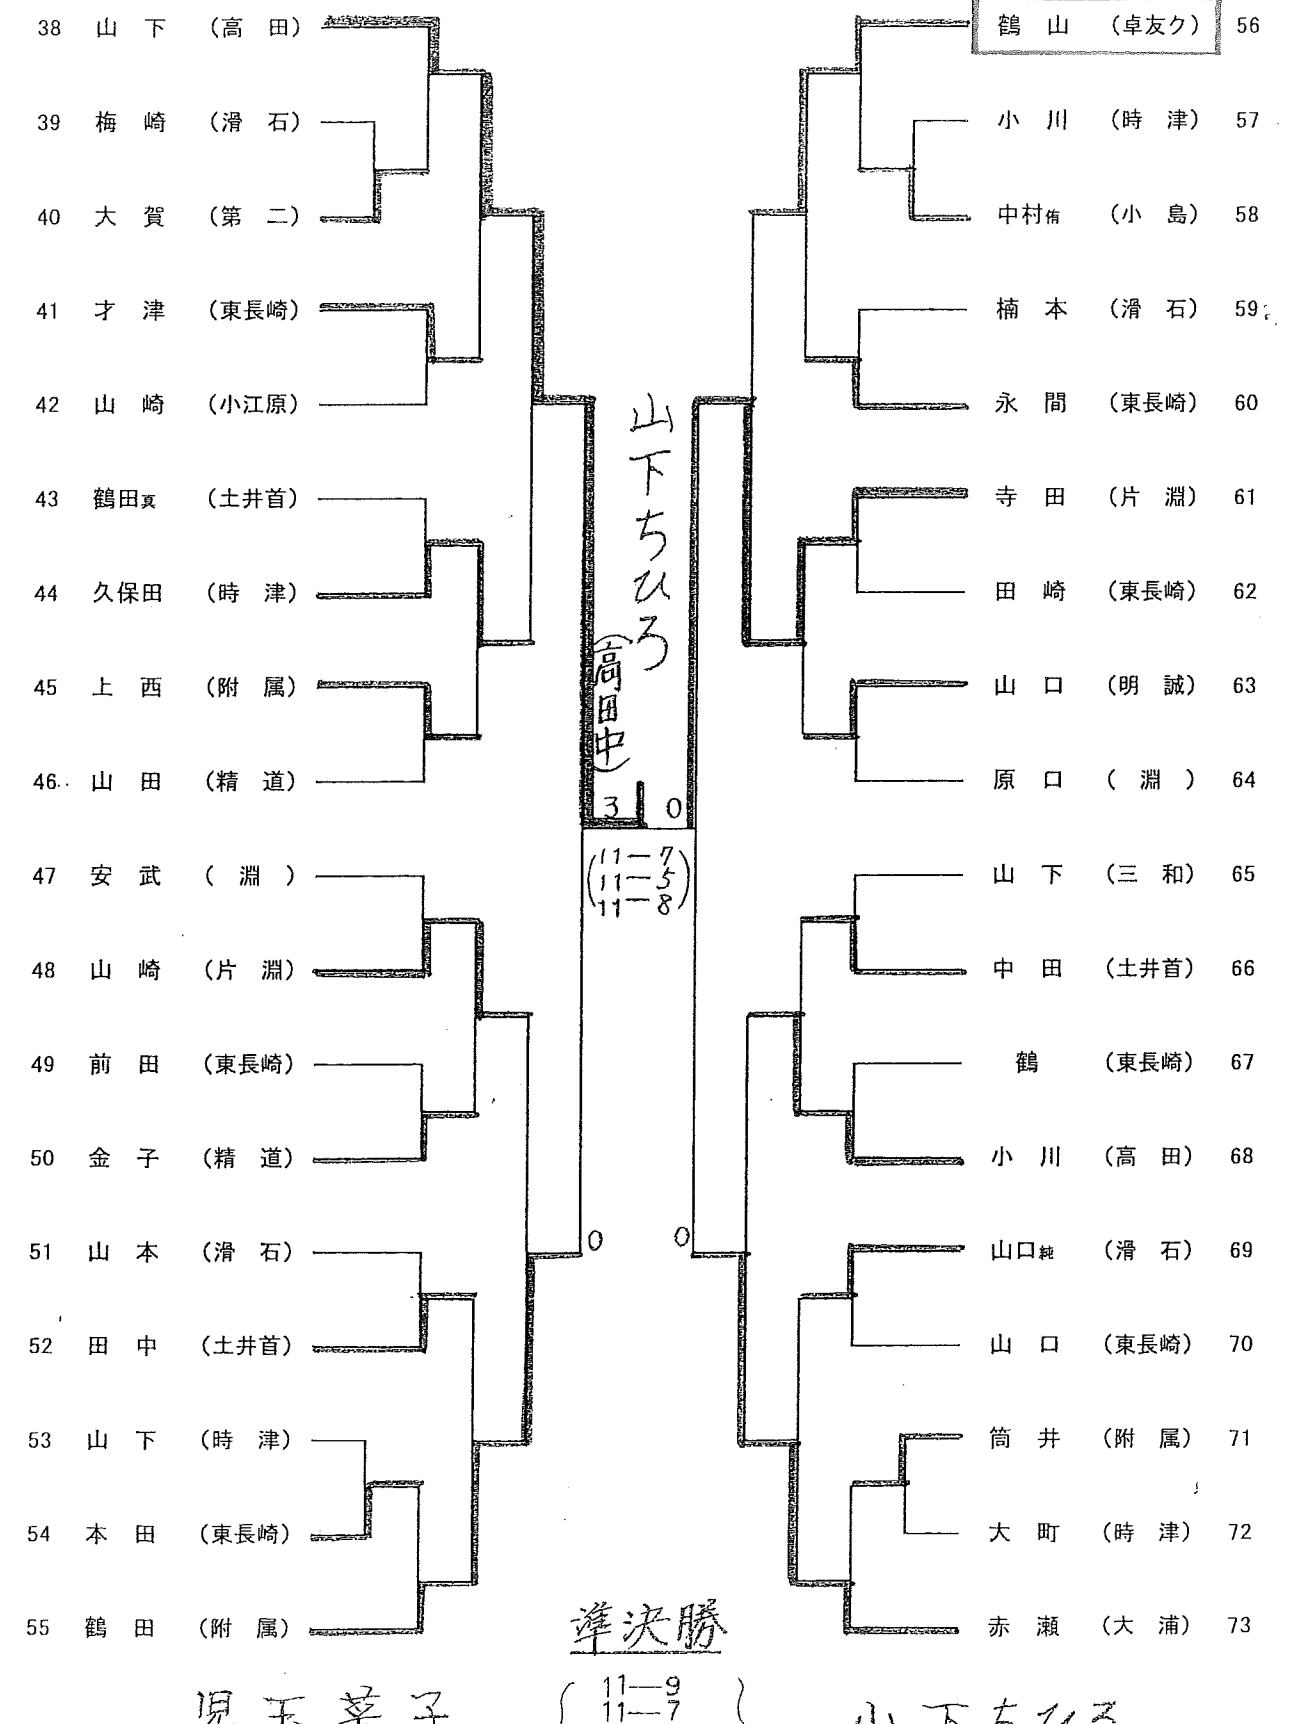 38 山下 (高田)
39 梅崎 (滑石)
40 大賀 (第二)
41 才津 (東長崎)
42 山崎 (小江原)
43 鶴田真 (土井首)
44 久保田 (時津)
45 上西 (附属)
46 山田 (精道)
47 安武 (淵)
48 山崎 (片淵)
49 前田 (東長崎)
50 金子 (精道)
51 山本 (滑石)
52 田中 (土井首)
53 山下 (時津)
54 本田 (東長崎)
55 鶴田 (附属)
山下ちひろ
(高田中)
3 0
11―7
11―5
11―8
0 0
鶴山 (卓友ク) 56
小川 (時津) 57
中村侑 (小島) 58
楠本 (滑石) 59
永間 (東長崎) 60
寺田 (片淵) 61
田崎 (東長崎) 62
山口 (明誠) 63
原口 (淵) 64
山下 (三和) 65
中田 (土井首) 66
鶴 (東長崎) 67
小川 (高田) 68
山口純 (滑石) 69
山口 (東長崎) 70
筒井 (附属) 71
大町 (時津) 72
赤瀬 (大浦) 73
準決勝
児玉菜子 11―9 山下ちひろ
11―7